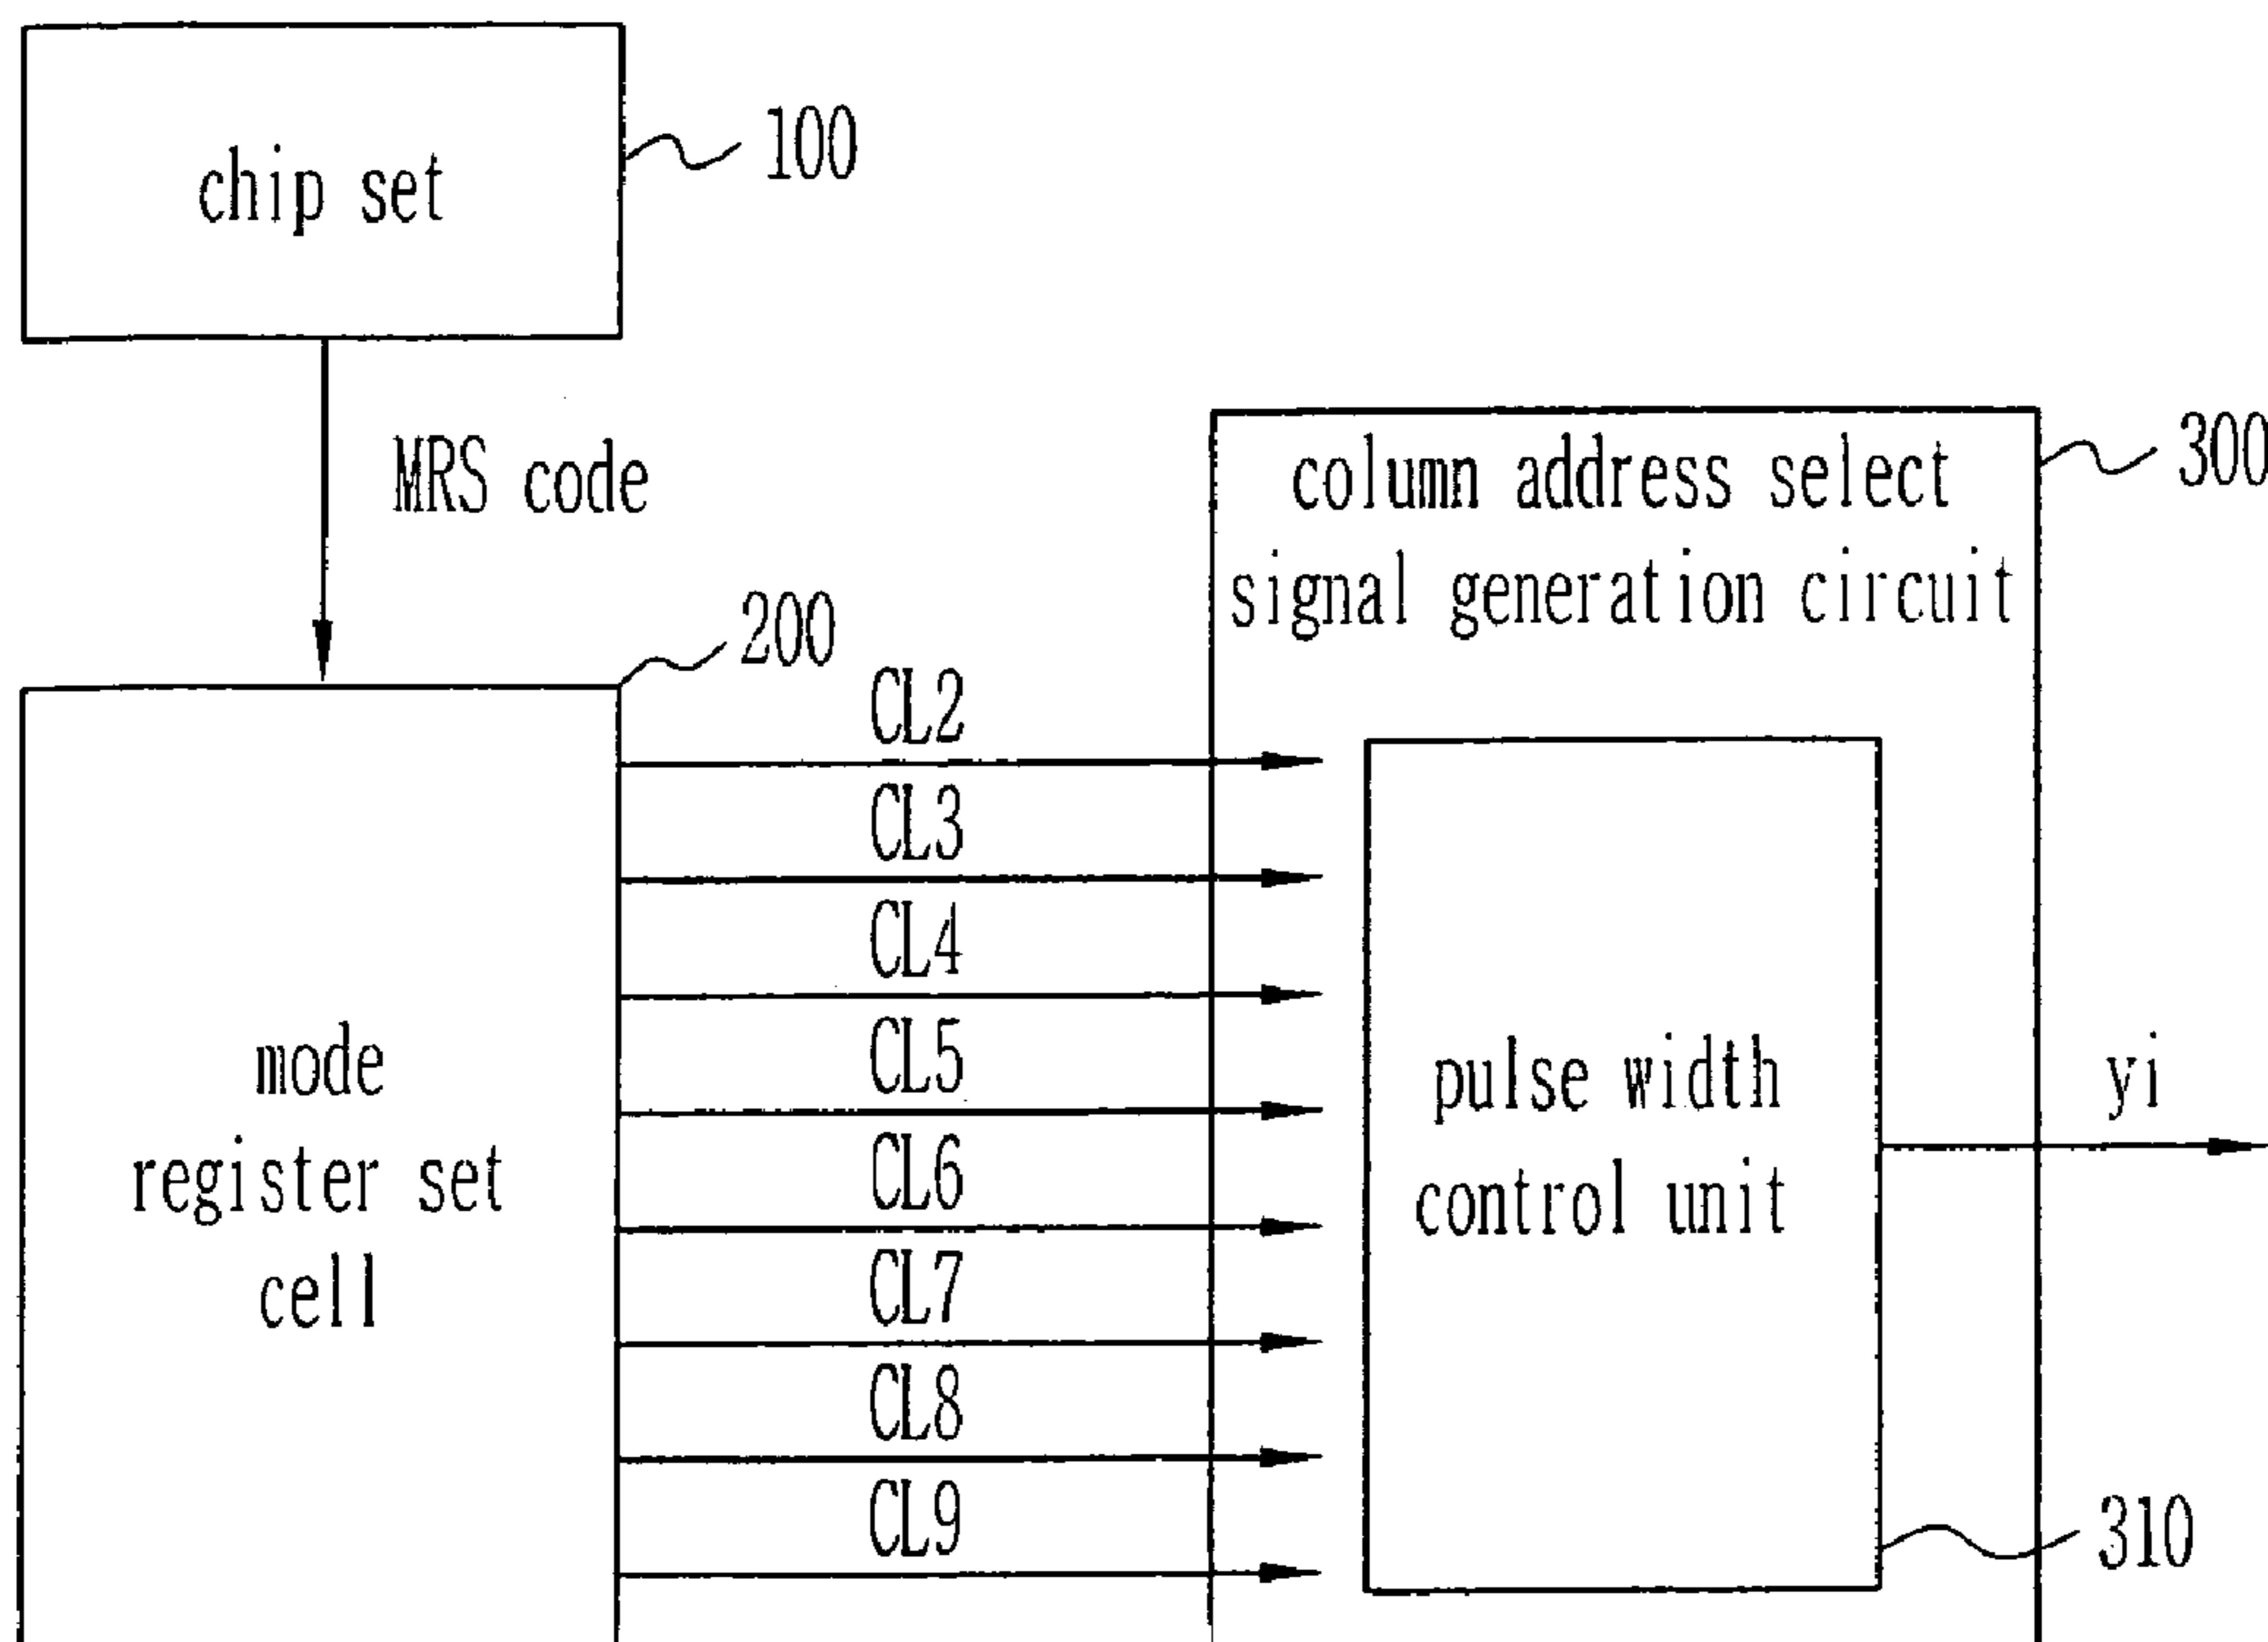 chip set
100
MRS code
200
column address select
signal generation circuit
300
CL2
CL3
CL4
CL5
CL6
CL7
CL8
CL9
mode
register set
cell
pulse width
control unit
yi
310